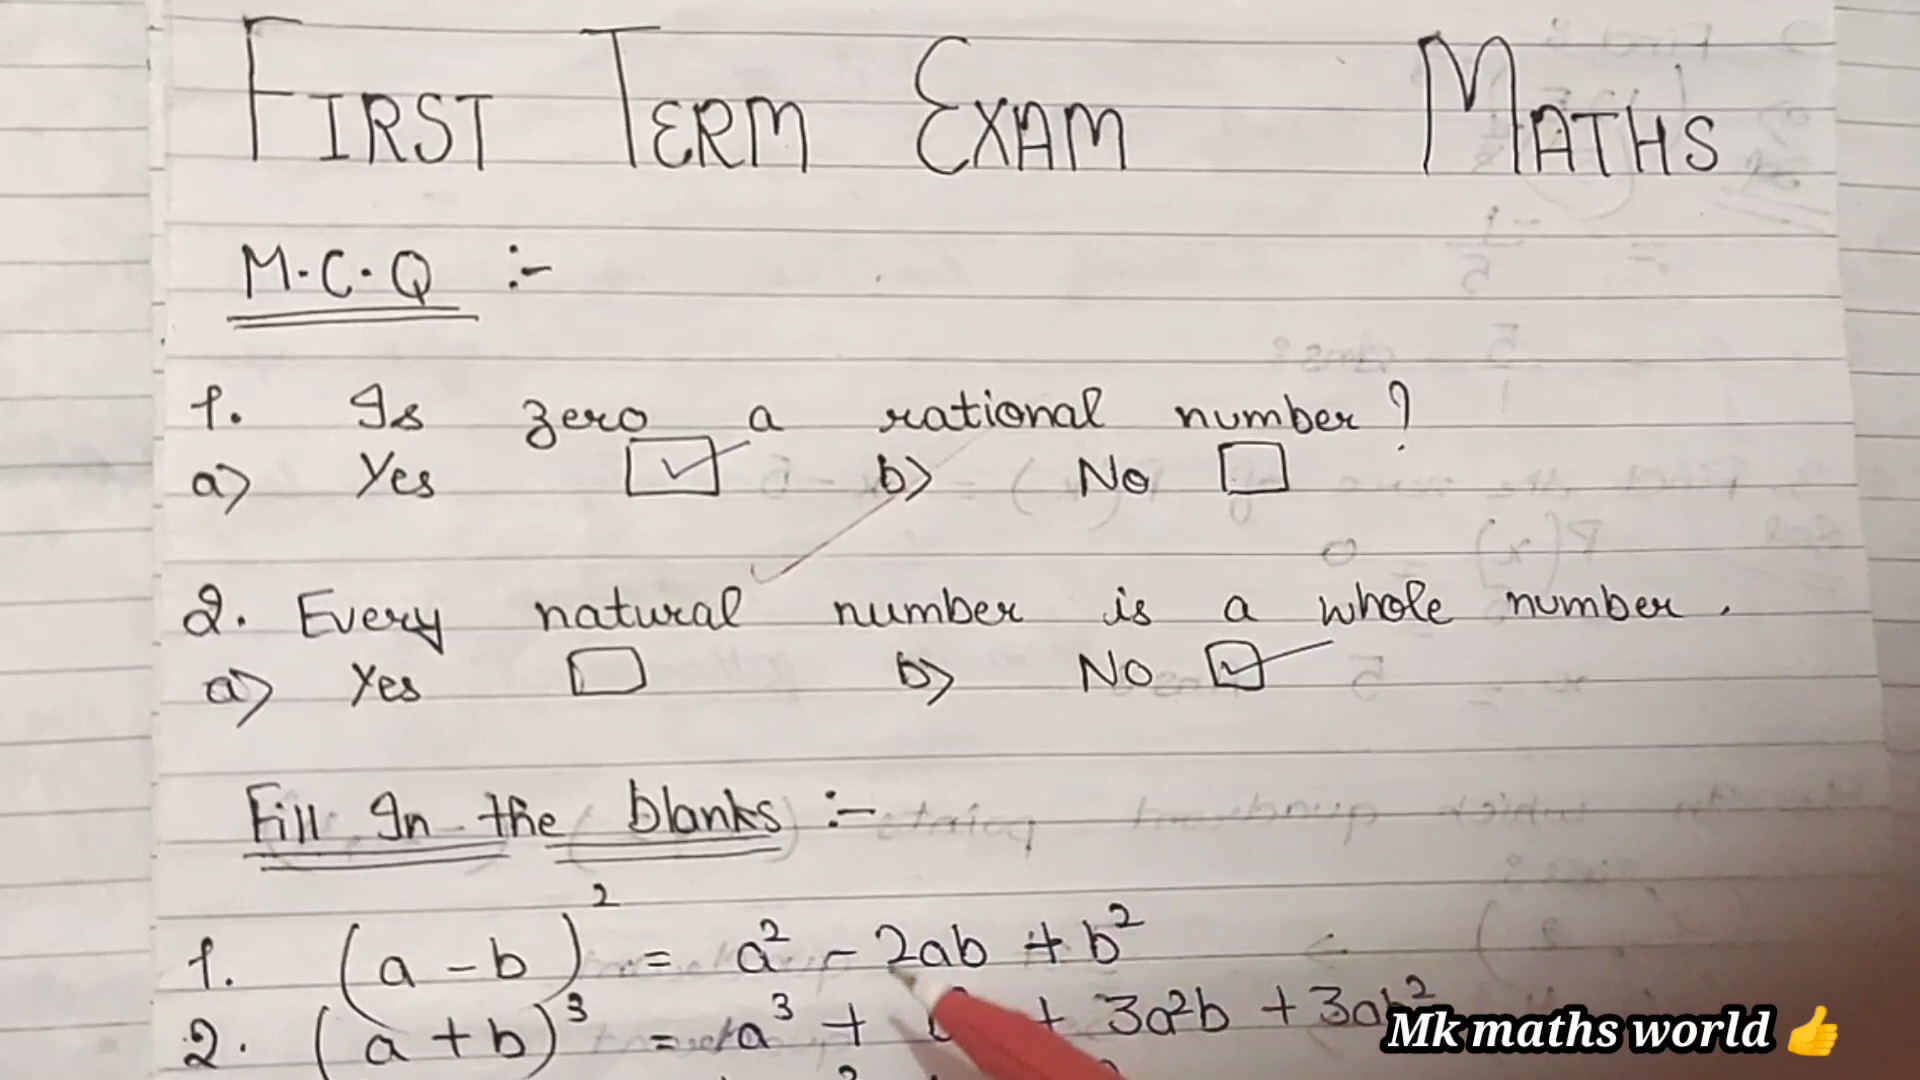 FIRST TERM EXAM MATHS
M.C.Q :-
1. Is zero a rational number?
a) Yes ☑ b) No ☐
2. Every natural number is a whole number.
a) Yes ☐ b) No ☑
Fill In the blanks :-
1. (a - b)² = a² - 2ab + b²
2. (a + b)³ = a³ + + 3a²b + 3ab²
Mk maths world 👍